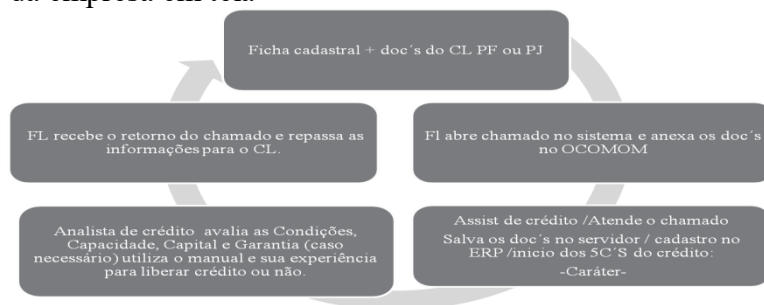 da empresa em tela
Ficha cadastral + doc´s do CL PF ou PJ
Fl abre chamado no sistema e anexa os doc´s
no OCOMOM
Assist de crédito /Atende o chamado
Salva os doc´s no servidor / cadastro no
ERP /inicio dos 5C´S do crédito:
-Caráter-
Analista de crédito avalia as Condições,
Capacidade, Capital e Garantia (caso
necessário) utiliza o manual e sua experiência
para liberar crédito ou não.
FL recebe o retorno do chamado e repassa as
informações para o CL.